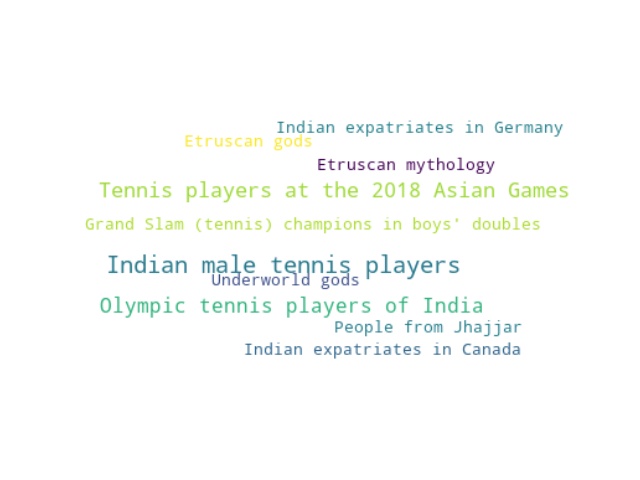 Indian expatriates in Germany
Etruscan gods
Etruscan mythology
Tennis players at the 2018 Asian Games
Grand Slam (tennis) champions in boys' doubles
Indian male tennis players
Underworld gods
Olympic tennis players of India
People from Jhajjar
Indian expatriates in Canada